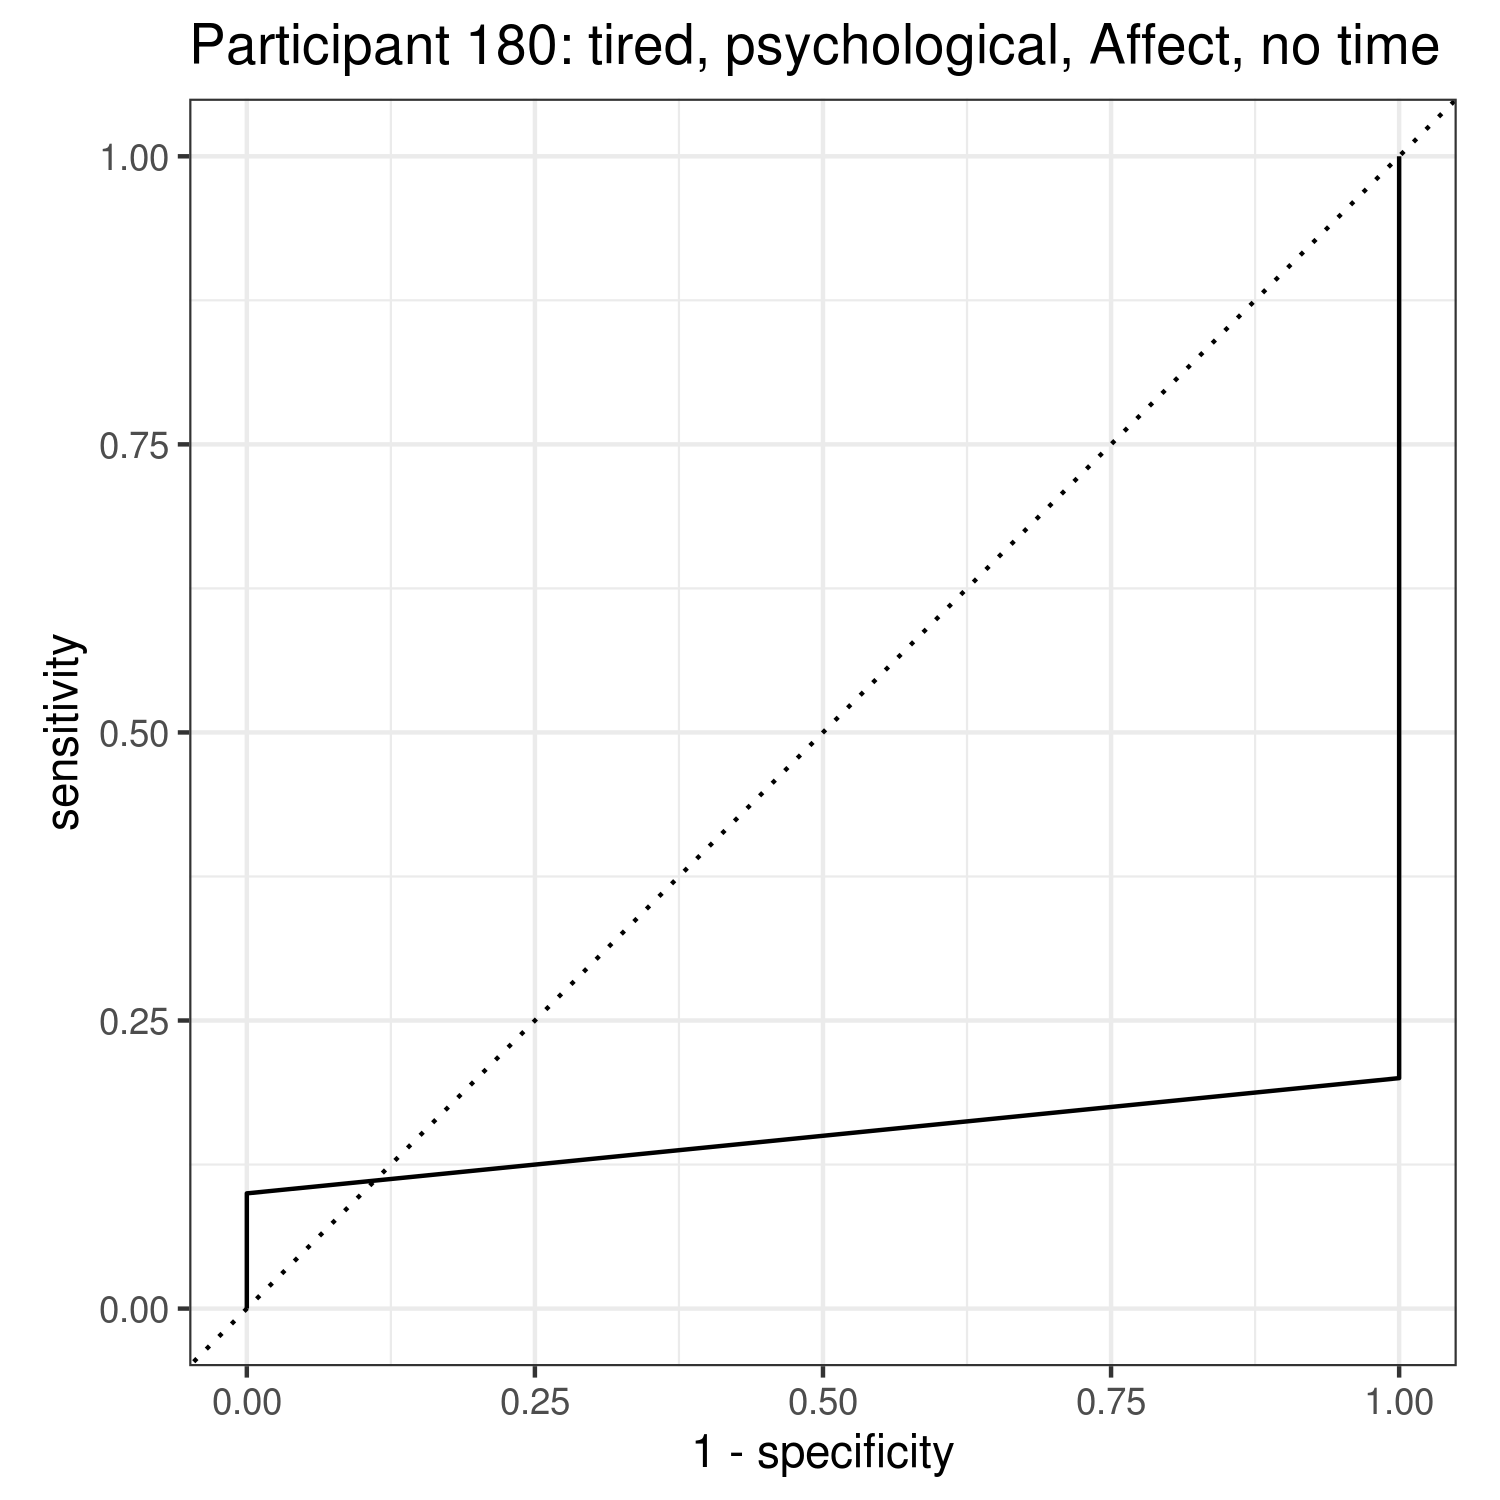 Participant 180: tired, psychological, Affect, no time
1.00
0.75
0.50
0.25
0.00
sensitivity
0.00 0.25 0.50 0.75 1.00
1 - specificity